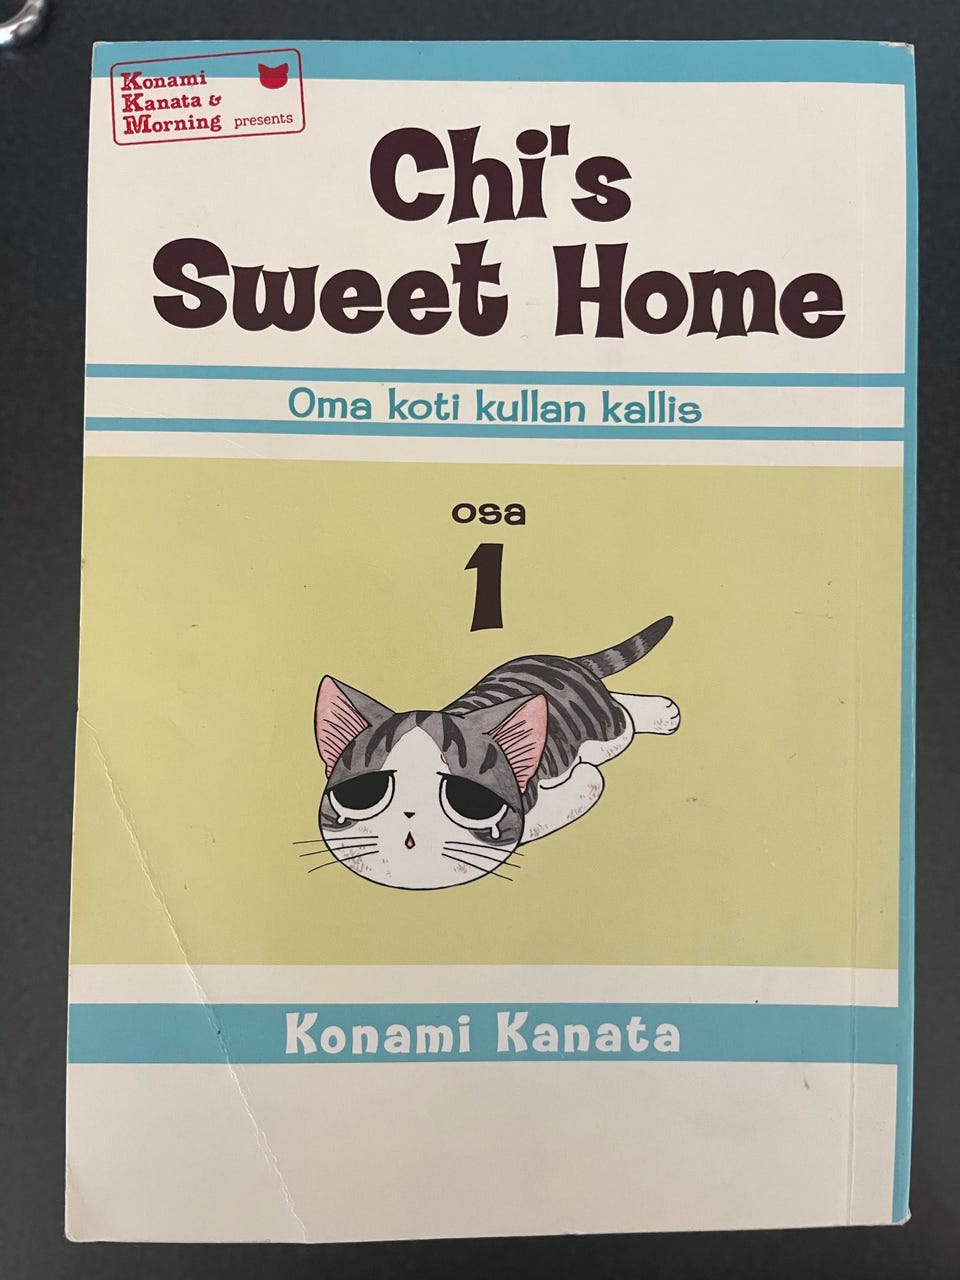 Konami
Kanata &
Morning presents
Chi's
Sweet Home
Oma koti kullan kallis
osa
1
Konami Kanata